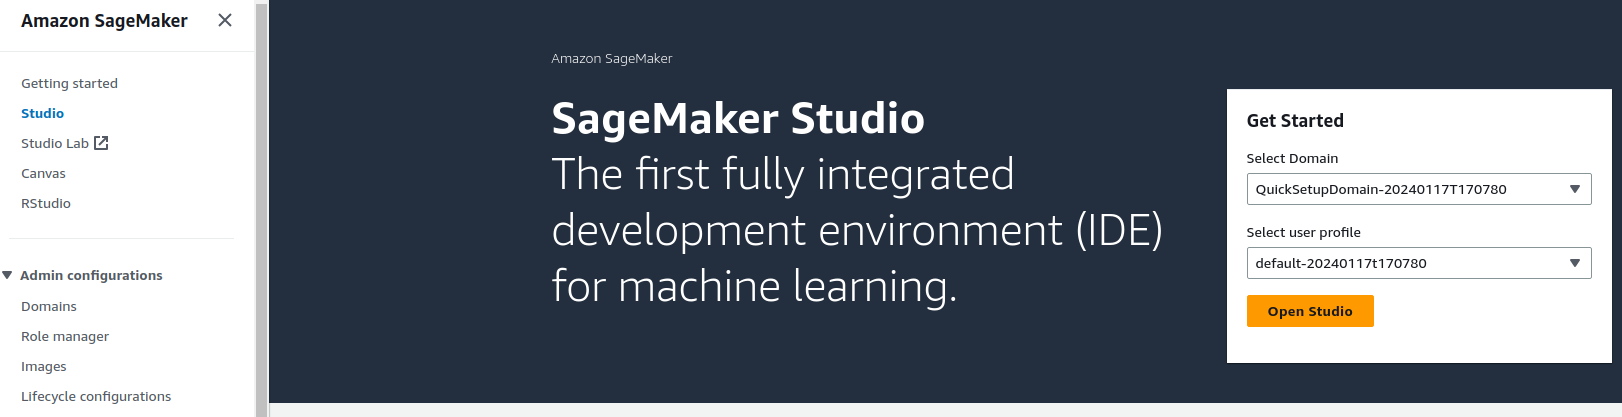 Amazon SageMaker
Getting started
Studio
Studio Lab
Canvas
RStudio
Admin configurations
Domains
Role manager
Images
Lifecycle configurations
Amazon SageMaker
SageMaker Studio
The first fully integrated
development environment (IDE)
for machine learning.
Get Started
Select Domain
QuickSetupDomain-20240117T170780
Select user profile
default-20240117t170780
Open Studio